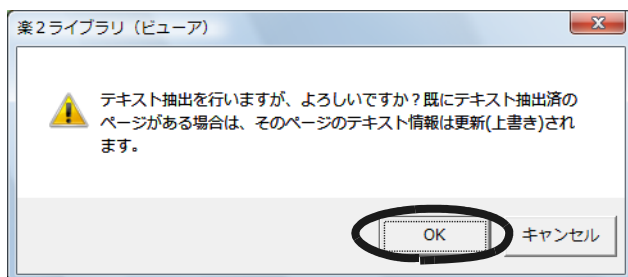 楽2ライブラリ（ビューア）
テキスト抽出を行いますが、よろしいですか？既にテキスト抽出済の
ページがある場合は、そのページのテキスト情報は更新(上書き)され
ます。
OK
キャンセル